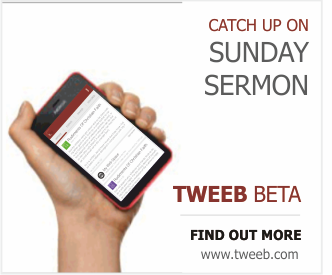 CATCH UP ON
SUNDAY
SERMON
TWEEB BETA
FIND OUT MORE
www.tweeb.com